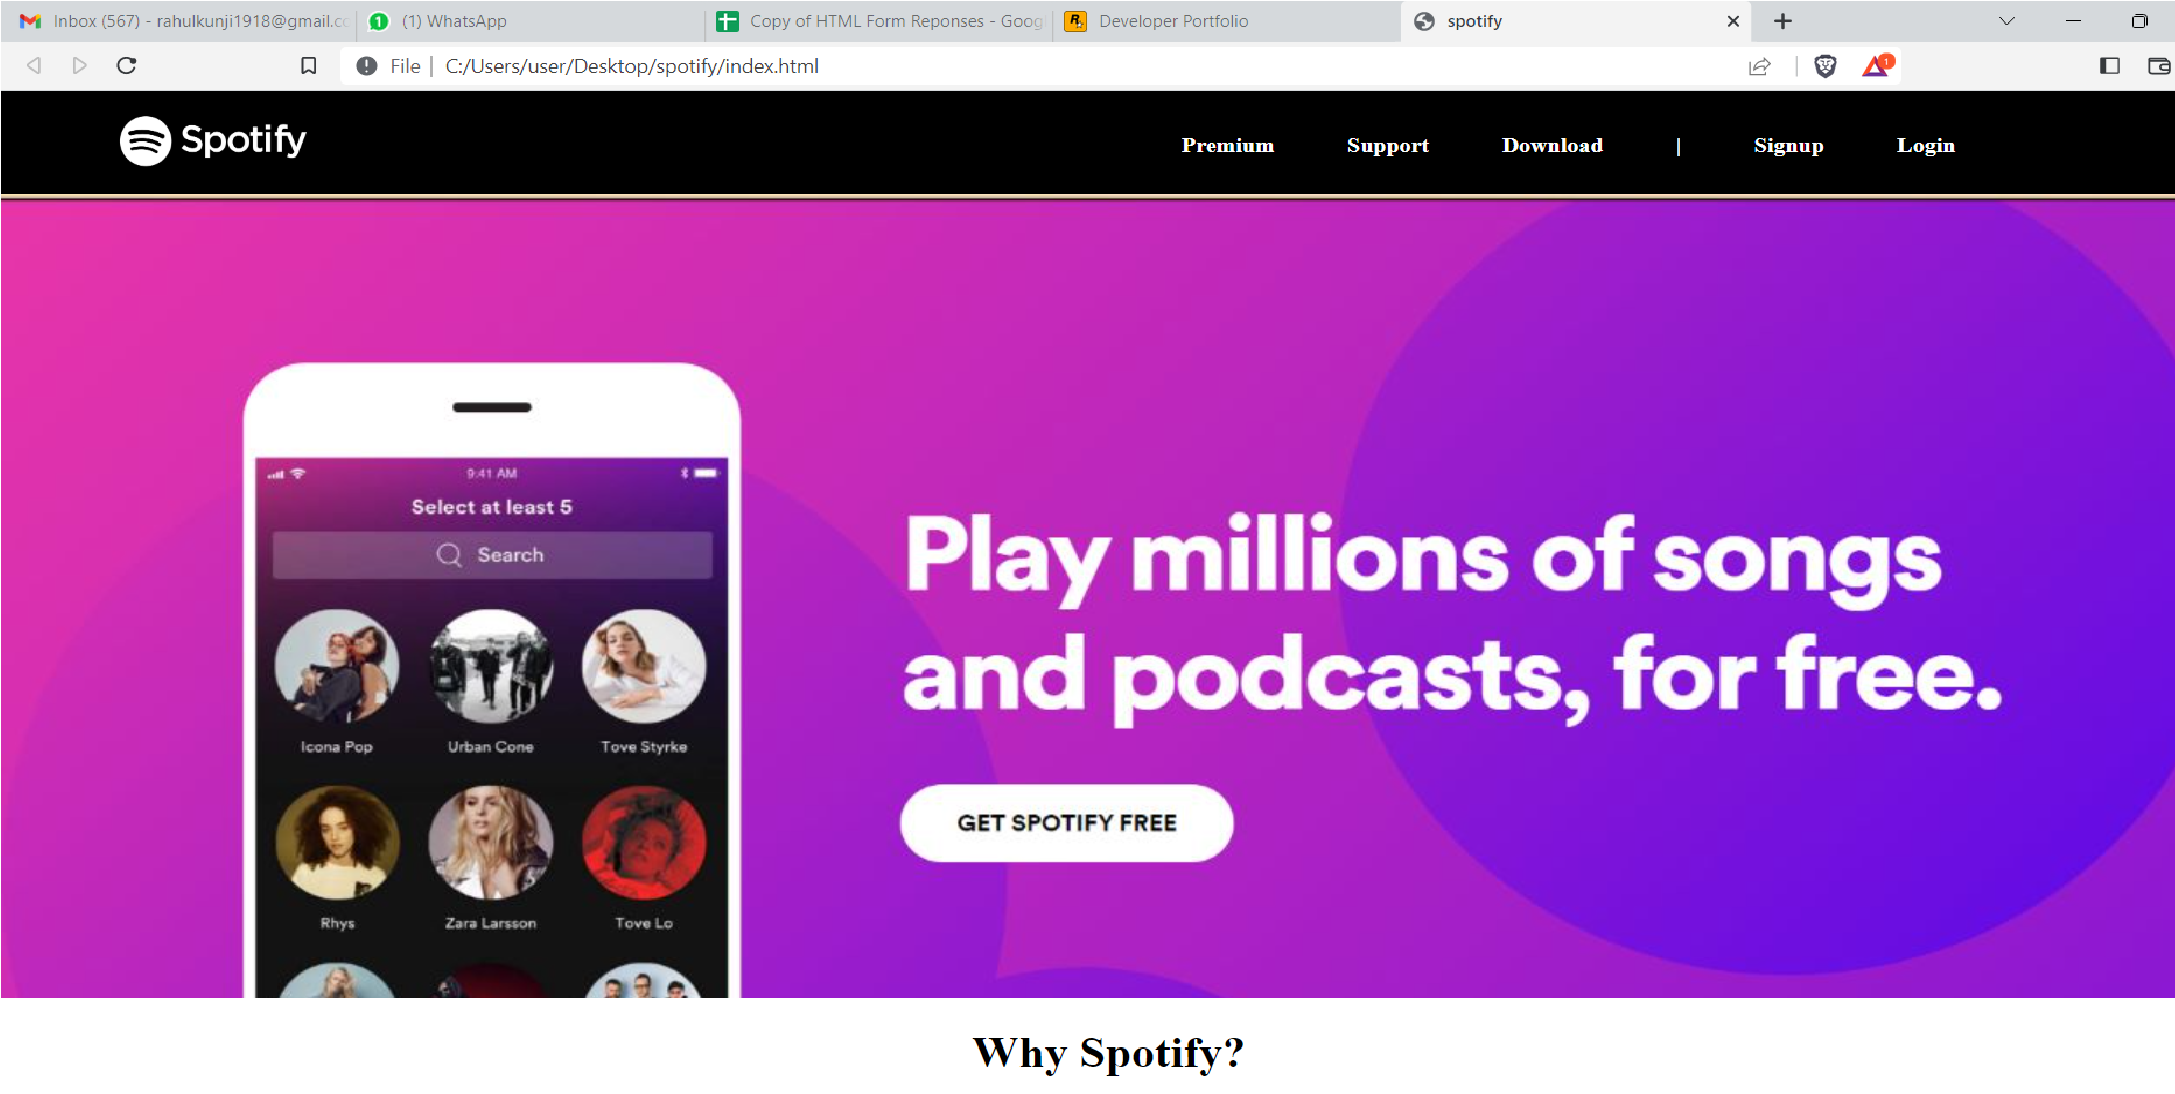 Inbox (567) - rahulkunji1918@gmail.co
(1) WhatsApp
Copy of HTML Form Reponses - Goog
Developer Portfolio
spotify
File | C:/Users/user/Desktop/spotify/index.html
1
Spotify
Premium Support Download | Signup Login
9:41 AM
Select at least 5
Search
Icona Pop Urban Cone Tove Styrke
Rhys Zara Larsson Tove Lo
Play millions of songs
and podcasts, for free.
GET SPOTIFY FREE
Why Spotify?